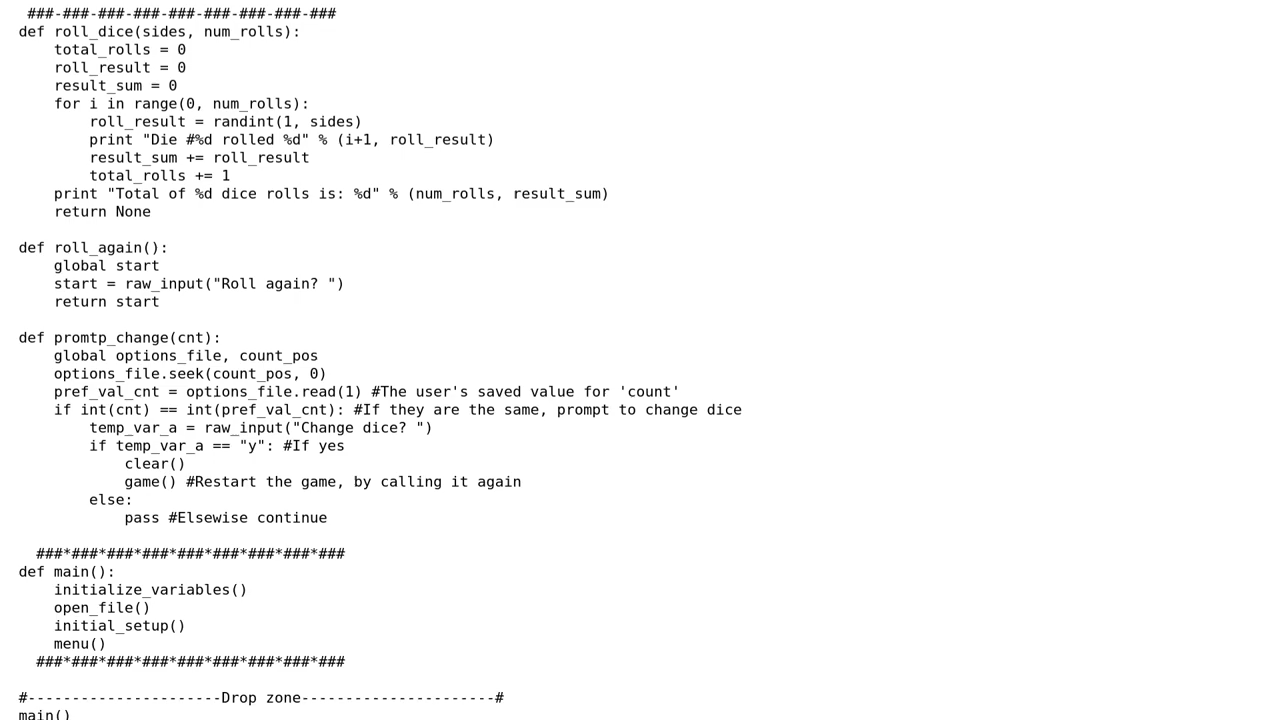 ###-###-###-###-###-###-###-###-###
def roll_dice(sides, num_rolls):
    total_rolls = 0
    roll_result = 0
    result_sum = 0
    for i in range(0, num_rolls):
        roll_result = randint(1, sides)
        print "Die #%d rolled %d" % (i+1, roll_result)
        result_sum += roll_result
        total_rolls += 1
    print "Total of %d dice rolls is: %d" % (num_rolls, result_sum)
    return None

def roll_again():
    global start
    start = raw_input("Roll again? ")
    return start

def promtp_change(cnt):
    global options_file, count_pos
    options_file.seek(count_pos, 0)
    pref_val_cnt = options_file.read(1) #The user's saved value for 'count'
    if int(cnt) == int(pref_val_cnt): #If they are the same, prompt to change dice
        temp_var_a = raw_input("Change dice? ")
        if temp_var_a == "y": #If yes
            clear()
            game() #Restart the game, by calling it again
        else:
            pass #Elsewise continue

  ###*###*###*###*###*###*###*###*###
def main():
    initialize_variables()
    open_file()
    initial_setup()
    menu()
  ###*###*###*###*###*###*###*###*###

#----------------------Drop zone----------------------#
main()